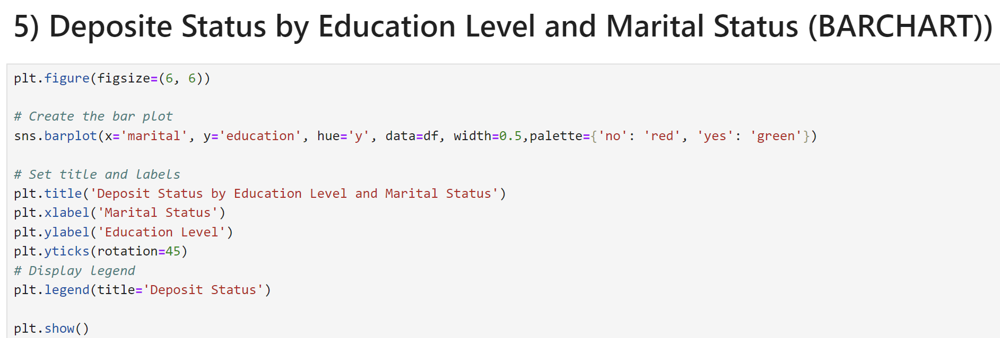 5) Deposite Status by Education Level and Marital Status (BARCHART))
plt.figure(figsize=(6, 6))
# Create the bar plot
sns.barplot(x='marital', y='education', hue='y', data=df, width=0.5,palette={'no': 'red', 'yes': 'green'})
# Set title and labels
plt.title('Deposit Status by Education Level and Marital Status')
plt.xlabel('Marital Status')
plt.ylabel('Education Level')
plt.yticks(rotation=45)
# Display legend
plt.legend(title='Deposit Status')
plt.show()